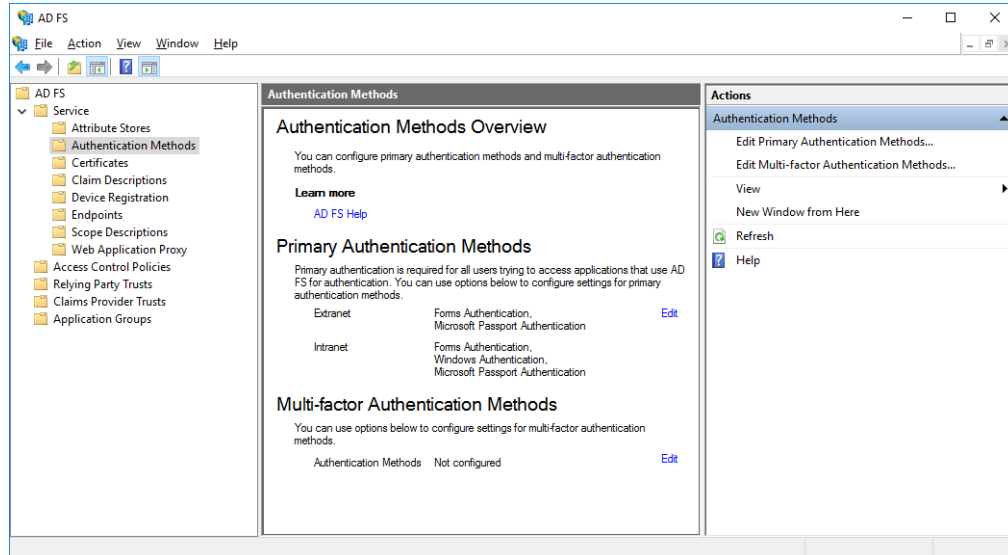 AD FS
File Action View Window Help
AD FS
Service
Attribute Stores
Authentication Methods
Certificates
Claim Descriptions
Device Registration
Endpoints
Scope Descriptions
Web Application Proxy
Access Control Policies
Relying Party Trusts
Claims Provider Trusts
Application Groups
Authentication Methods
Authentication Methods Overview
You can configure primary authentication methods and multi-factor authentication
methods.
Learn more
AD FS Help
Primary Authentication Methods
Primary authentication is required for all users trying to access applications that use AD
FS for authentication. You can use options below to configure settings for primary
authentication methods.
Extranet Forms Authentication, Edit
Microsoft Passport Authentication
Intranet Forms Authentication,
Windows Authentication,
Microsoft Passport Authentication
Multi-factor Authentication Methods
You can use options below to configure settings for multi-factor authentication
methods.
Authentication Methods Not configured Edit
Actions
Authentication Methods
Edit Primary Authentication Methods...
Edit Multi-factor Authentication Methods...
View
New Window from Here
Refresh
Help